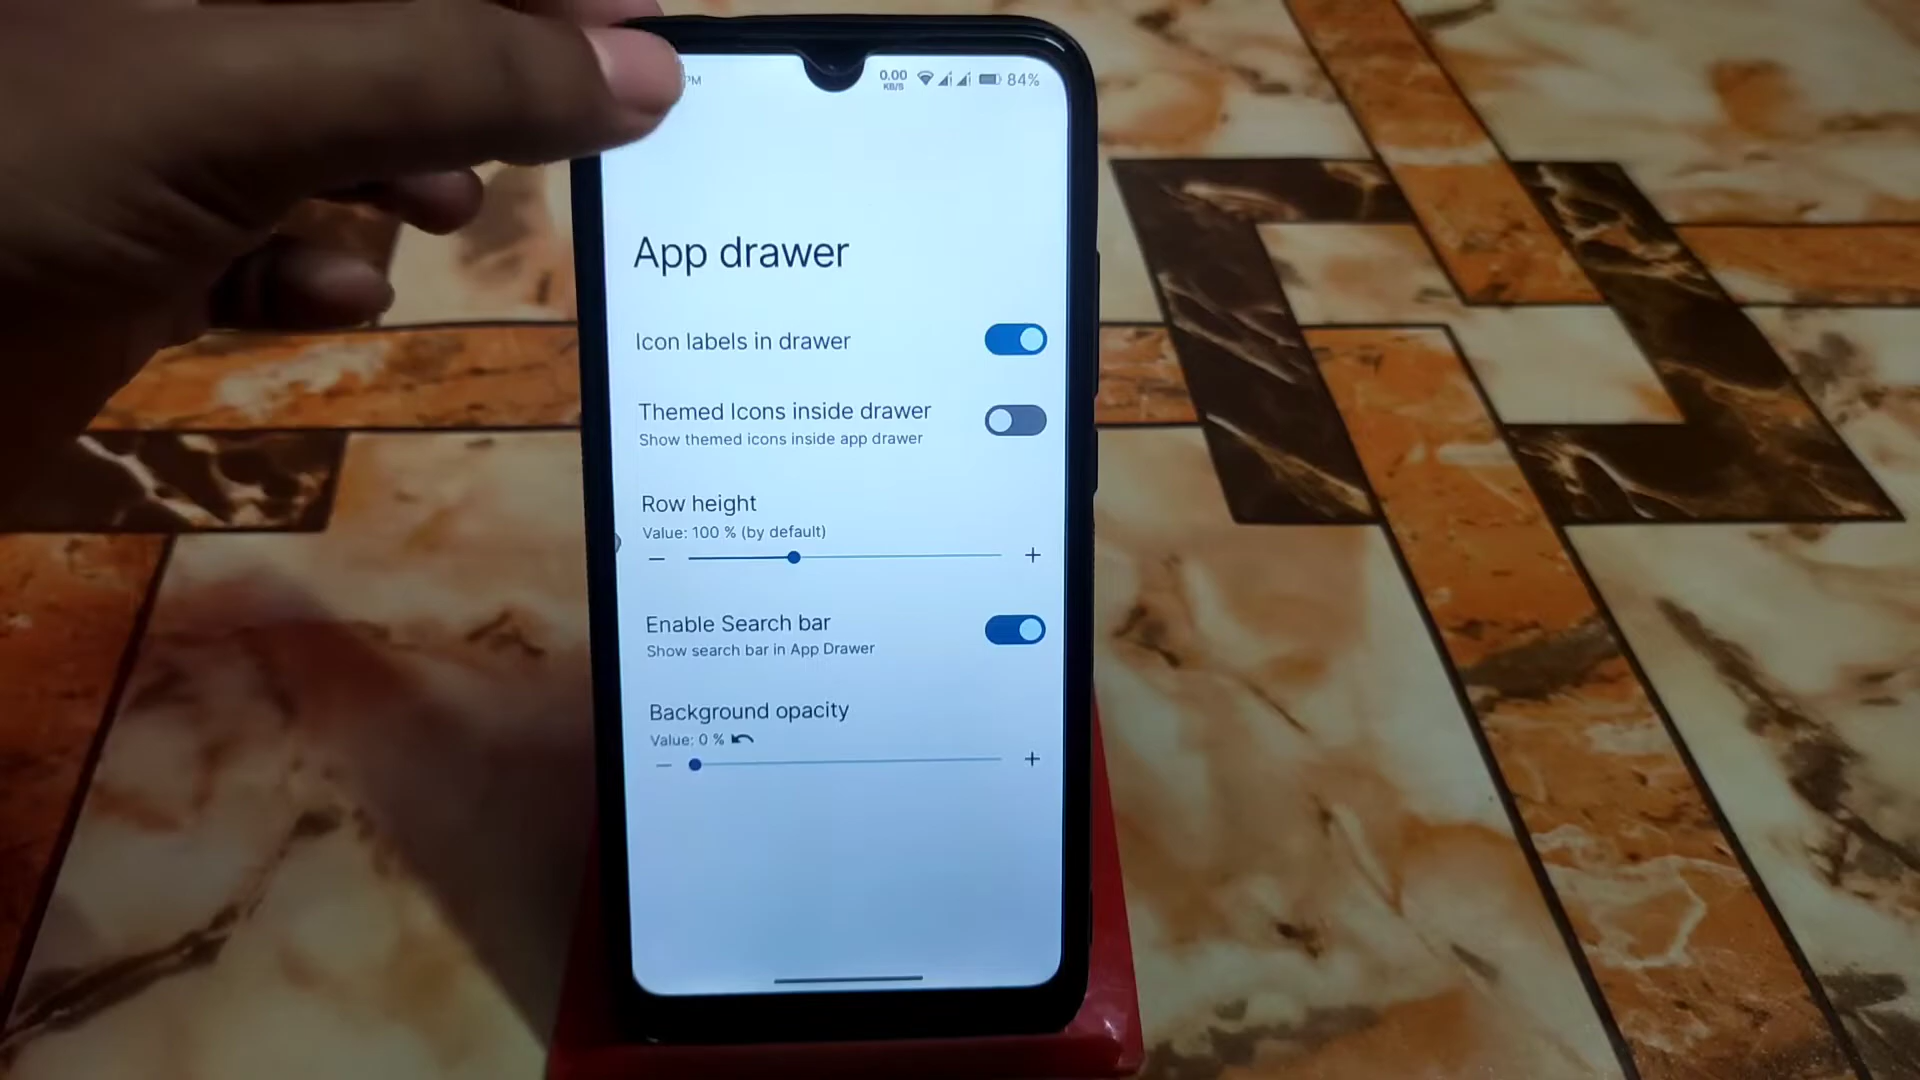 PM 0.00 KB/S 84%
App drawer
Icon labels in drawer
Themed Icons inside drawer
Show themed icons inside app drawer
Row height
Value: 100 % (by default)
Enable Search bar
Show search bar in App Drawer
Background opacity
Value: 0 %